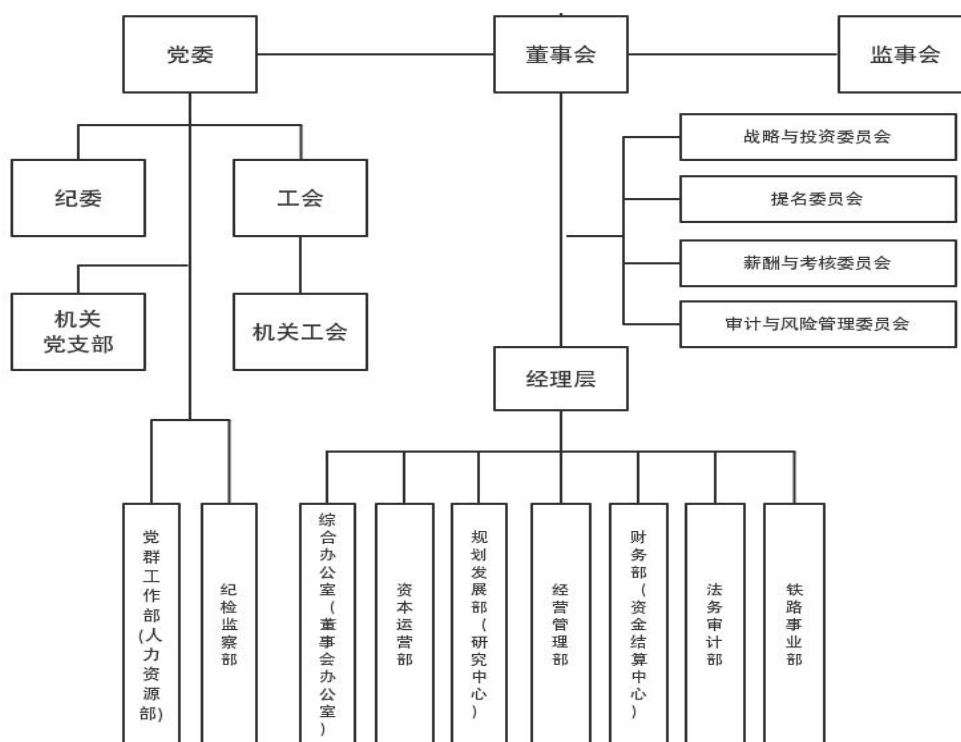 党委
董事会
监事会
战略与投资委员会
提名委员会
薪酬与考核委员会
审计与风险管理委员会
纪委
工会
机关
党支部
机关工会
经理层
党群工作部(人力资源部)
纪检监察部
综合办公室(董事会办公室)
资本运营部
规划发展部(研究中心)
经营管理部
财务部(资金结算中心)
法务审计部
铁路事业部